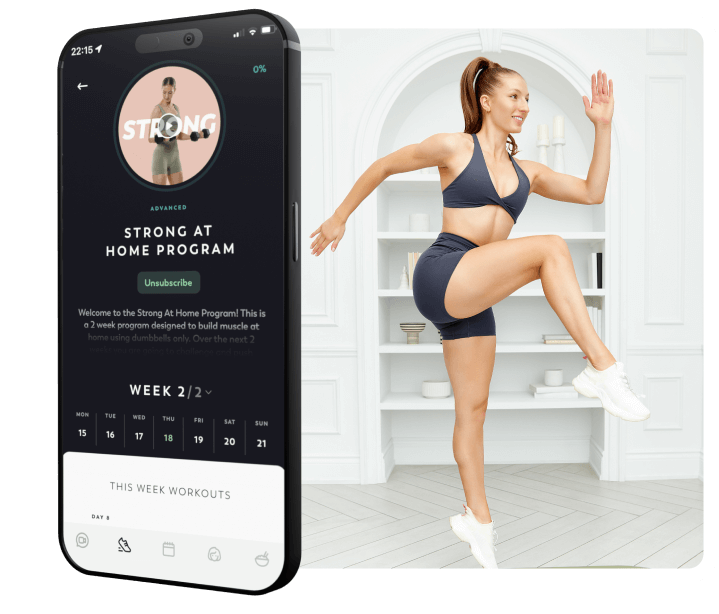 22:15
0%
STRONG
ADVANCED
STRONG AT
HOME PROGRAM
Unsubscribe
Welcome to the Strong At Home Program! This is
a 2 week program designed to build muscle at
home using dumbbells only. Over the next 2
WEEK 2/2
MON TUE WED THU FRI SAT SUN
15 16 17 18 19 20 21
THIS WEEK WORKOUTS
DAY 8